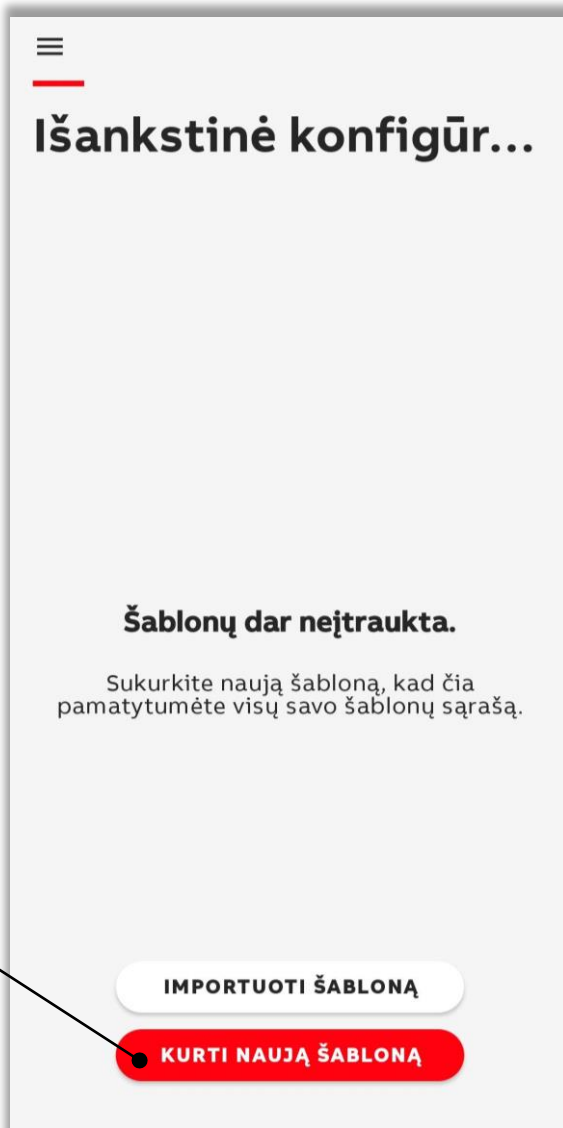 Išankstinė konfigūr...
Šablonų dar neįtraukta.
Sukurkite naują šabloną, kad čia
pamatytumėte visų savo šablonų sąrašą.
IMPORTUOTI ŠABLONĄ
KURTI NAUJĄ ŠABLONĄ